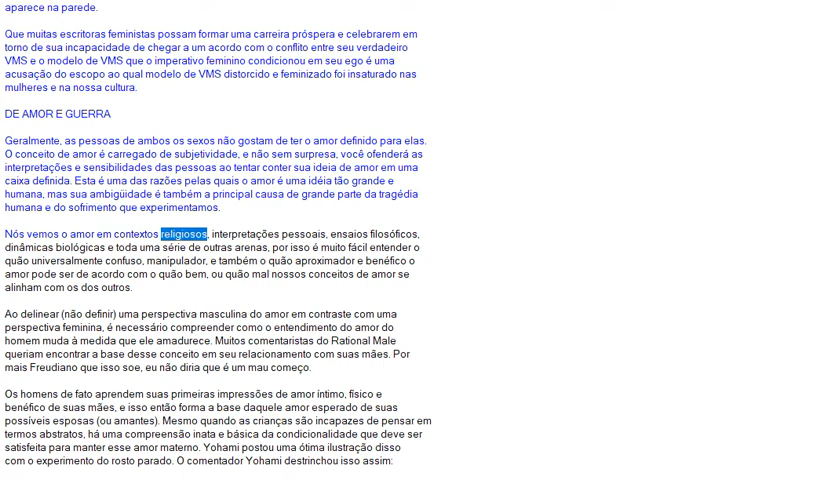 aparece na parede.
Que muitas escritoras feministas possam formar uma carreira próspera e celebrarem em
torno de sua incapacidade de chegar a um acordo com o conflito entre seu verdadeiro
VMS e o modelo de VMS que o imperativo feminino condicionou em seu ego é uma
acusação do escopo ao qual modelo de VMS distorcido e feminizado foi insaturado nas
mulheres e na nossa cultura.
DE AMOR E GUERRA
Geralmente, as pessoas de ambos os sexos não gostam de ter o amor definido para elas.
O conceito de amor é carregado de subjetividade, e não sem surpresa, você ofenderá as
interpretações e sensibilidades das pessoas ao tentar conter sua ideia de amor em uma
caixa definida. Esta é uma das razões pelas quais o amor é uma idéia tão grande e
humana, mas sua ambigüidade é também a principal causa de grande parte da tragédia
humana e do sofrimento que experimentamos.
Nós vemos o amor em contextos religiosos, interpretações pessoais, ensaios filosóficos,
dinâmicas biológicas e toda uma série de outras arenas, por isso é muito fácil entender o
quão universalmente confuso, manipulador, e também o quão aproximador e benéfico o
amor pode ser de acordo com o quão bem, ou quão mal nossos conceitos de amor se
alinham com os dos outros.
Ao delinear (não definir) uma perspectiva masculina do amor em contraste com uma
perspectiva feminina, é necessário compreender como o entendimento do amor do
homem muda à medida que ele amadurece. Muitos comentaristas do Rational Male
queriam encontrar a base desse conceito em seu relacionamento com suas mães. Por
mais Freudiano que isso soe, eu não diria que é um mau começo.
Os homens de fato aprendem suas primeiras impressões de amor íntimo, físico e
benéfico de suas mães, e isso então forma a base daquele amor esperado de suas
possíveis esposas (ou amantes). Mesmo quando as crianças são incapazes de pensar em
termos abstratos, há uma compreensão inata e básica da condicionalidade que deve ser
satisfeita para manter esse amor materno. Yohami postou uma ótima ilustração disso
com o experimento do rosto parado. O comentador Yohami destrinchou isso assim: